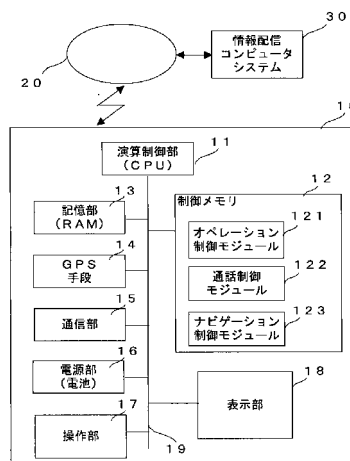 情報配信
コンピュータ
システム
30
20
11
演算制御部
(CPU)
13
記憶部
(RAM)
14
GPS
手段
15
通信部
16
電源部
(電池)
17
操作部
19
12
制御メモリ
121
オペレーション
制御モジュール
122
通話制御
モジュール
123
ナビゲーション
制御モジュール
18
表示部